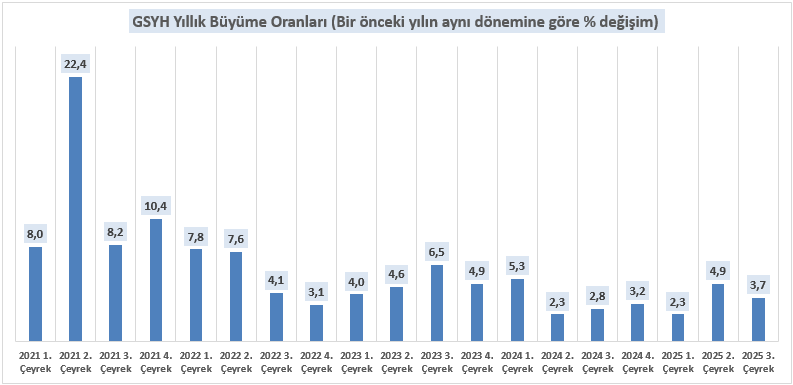 GSYH Yıllık Büyüme Oranları (Bir önceki yılın aynı dönemine göre % değişim)
22,4
10,4
8,0
8,2
7,8
7,6
6,5
5,3
4,9
4,9
4,6
4,1
4,0
3,7
3,1
3,2
2,8
2,3
2,3
2021 1. Çeyrek
2021 2. Çeyrek
2021 3. Çeyrek
2021 4. Çeyrek
2022 1. Çeyrek
2022 2. Çeyrek
2022 3. Çeyrek
2022 4. Çeyrek
2023 1. Çeyrek
2023 2. Çeyrek
2023 3. Çeyrek
2023 4. Çeyrek
2024 1. Çeyrek
2024 2. Çeyrek
2024 3. Çeyrek
2024 4. Çeyrek
2025 1. Çeyrek
2025 2. Çeyrek
2025 3. Çeyrek